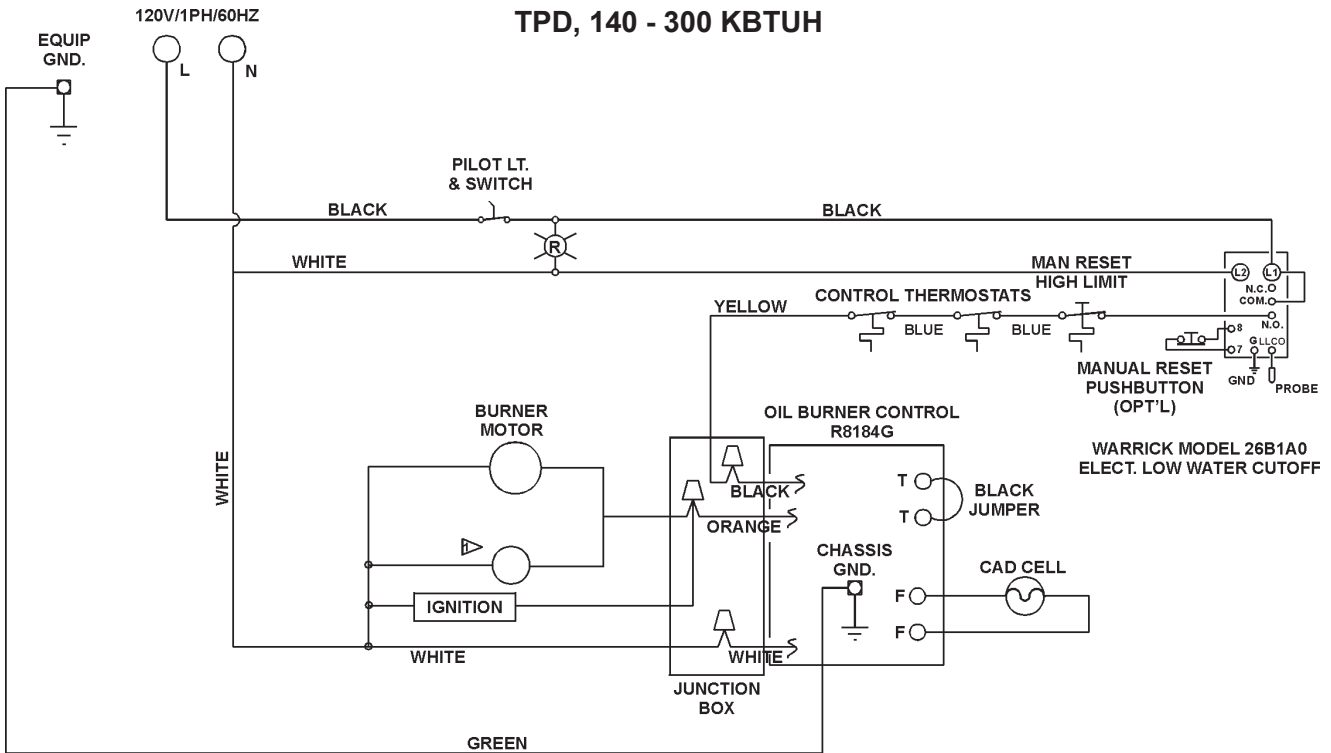 120V/1PH/60HZ
TPD, 140 - 300 KBTUH
EQUIP
GND.
L
N
PILOT LT.
& SWITCH
BLACK
BLACK
R
WHITE
MAN RESET
HIGH LIMIT
L2
L1
N.C.
COM.
CONTROL THERMOSTATS
YELLOW
BLUE
BLUE
N.O.
8
7
G
LLCO
GND
PROBE
MANUAL RESET
PUSHBUTTON
(OPT'L)
BURNER
MOTOR
OIL BURNER CONTROL
R8184G
WARRICK MODEL 26B1A0
ELECT. LOW WATER CUTOFF
WHITE
BLACK
T
BLACK
JUMPER
T
ORANGE
1
CHASSIS
GND.
CAD CELL
F
IGNITION
F
WHITE
WHITE
JUNCTION
BOX
GREEN